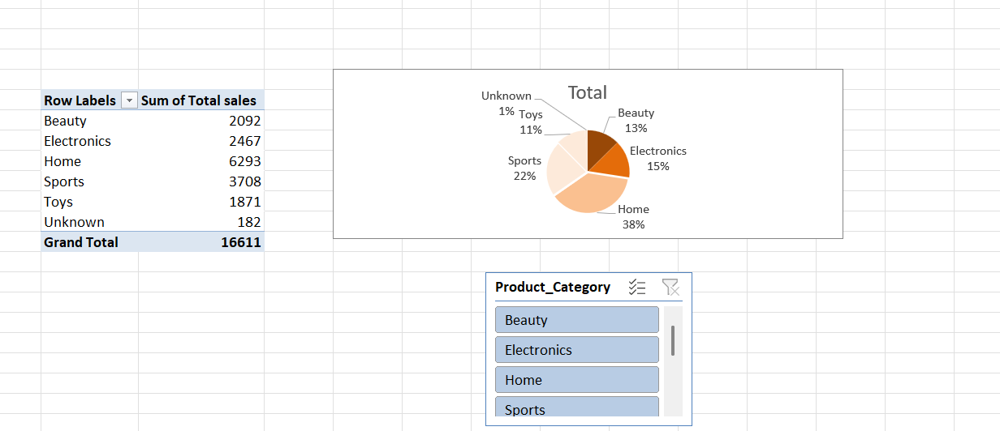 Row Labels Sum of Total sales
Beauty 2092
Electronics 2467
Home 6293
Sports 3708
Toys 1871
Unknown 182
Grand Total 16611
Total
Unknown
1%
Toys
11%
Beauty
13%
Electronics
15%
Sports
22%
Home
38%
Product_Category
Beauty
Electronics
Home
Sports